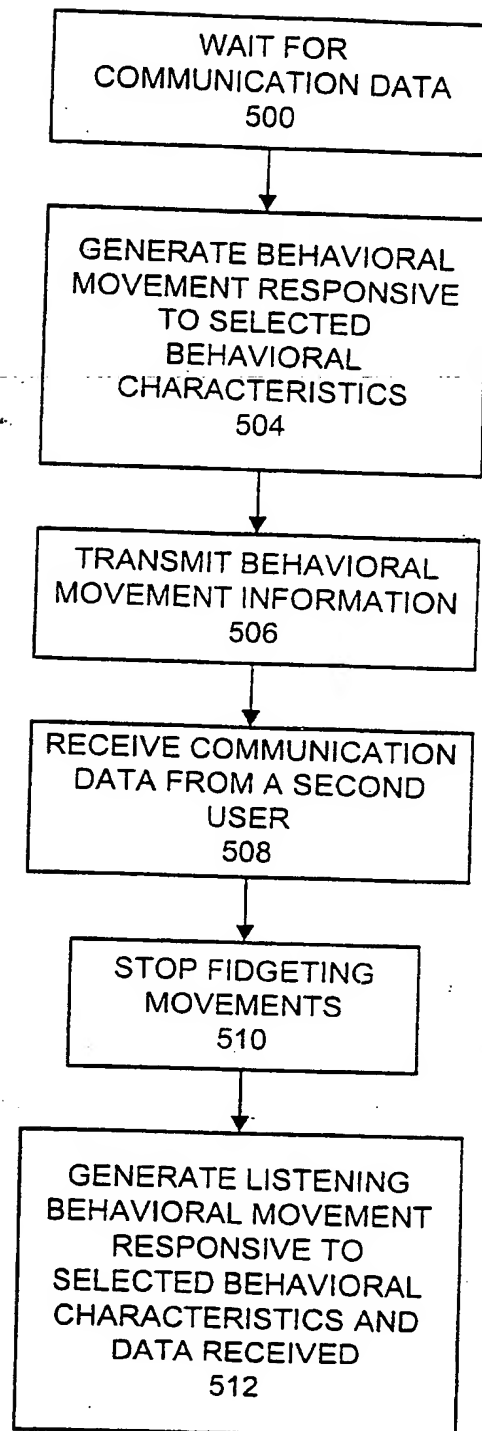 WAIT FOR
COMMUNICATION DATA
500
GENERATE BEHAVIORAL
MOVEMENT RESPONSIVE
TO SELECTED
BEHAVIORAL
CHARACTERISTICS
504
TRANSMIT BEHAVIORAL
MOVEMENT INFORMATION
506
RECEIVE COMMUNICATION
DATA FROM A SECOND
USER
508
STOP FIDGETING
MOVEMENTS
510
GENERATE LISTENING
BEHAVIORAL MOVEMENT
RESPONSIVE TO
SELECTED BEHAVIORAL
CHARACTERISTICS AND
DATA RECEIVED
512